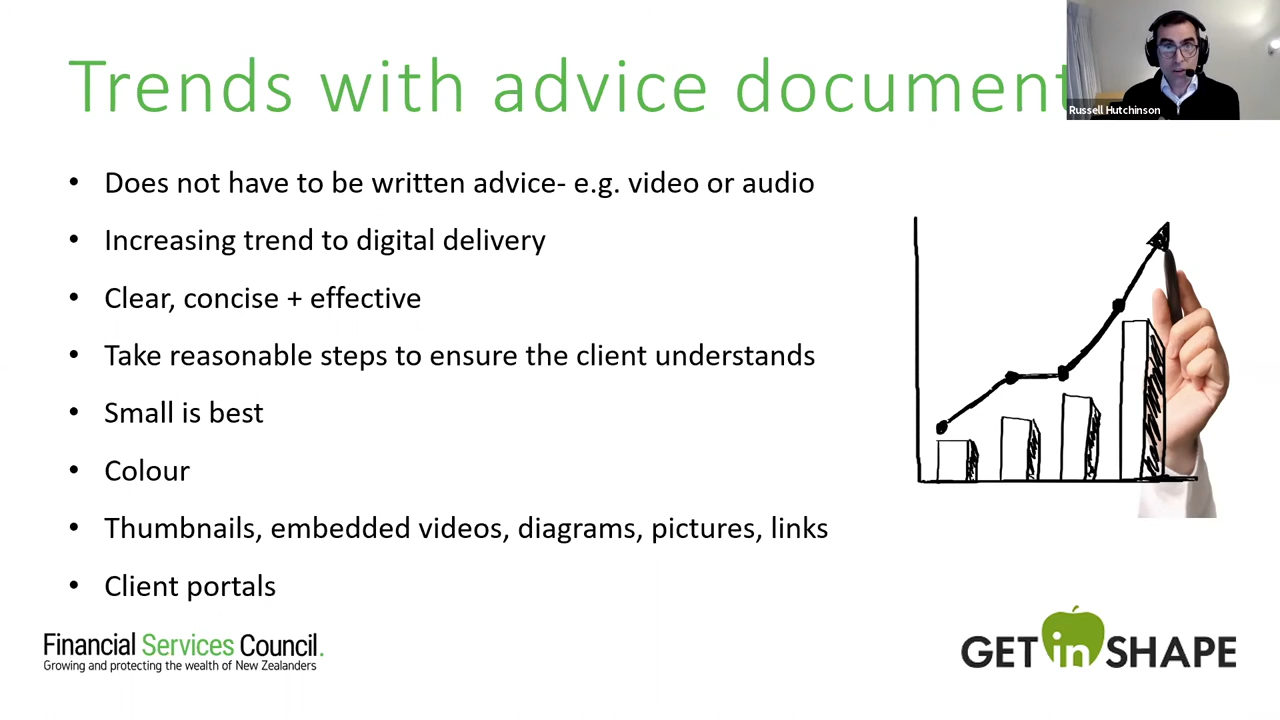 Trends with advice document
Russell Hutchinson
• Does not have to be written advice- e.g. video or audio
• Increasing trend to digital delivery
• Clear, concise + effective
• Take reasonable steps to ensure the client understands
• Small is best
• Colour
• Thumbnails, embedded videos, diagrams, pictures, links
• Client portals
Financial Services Council.
Growing and protecting the wealth of New Zealanders
GET in SHAPE